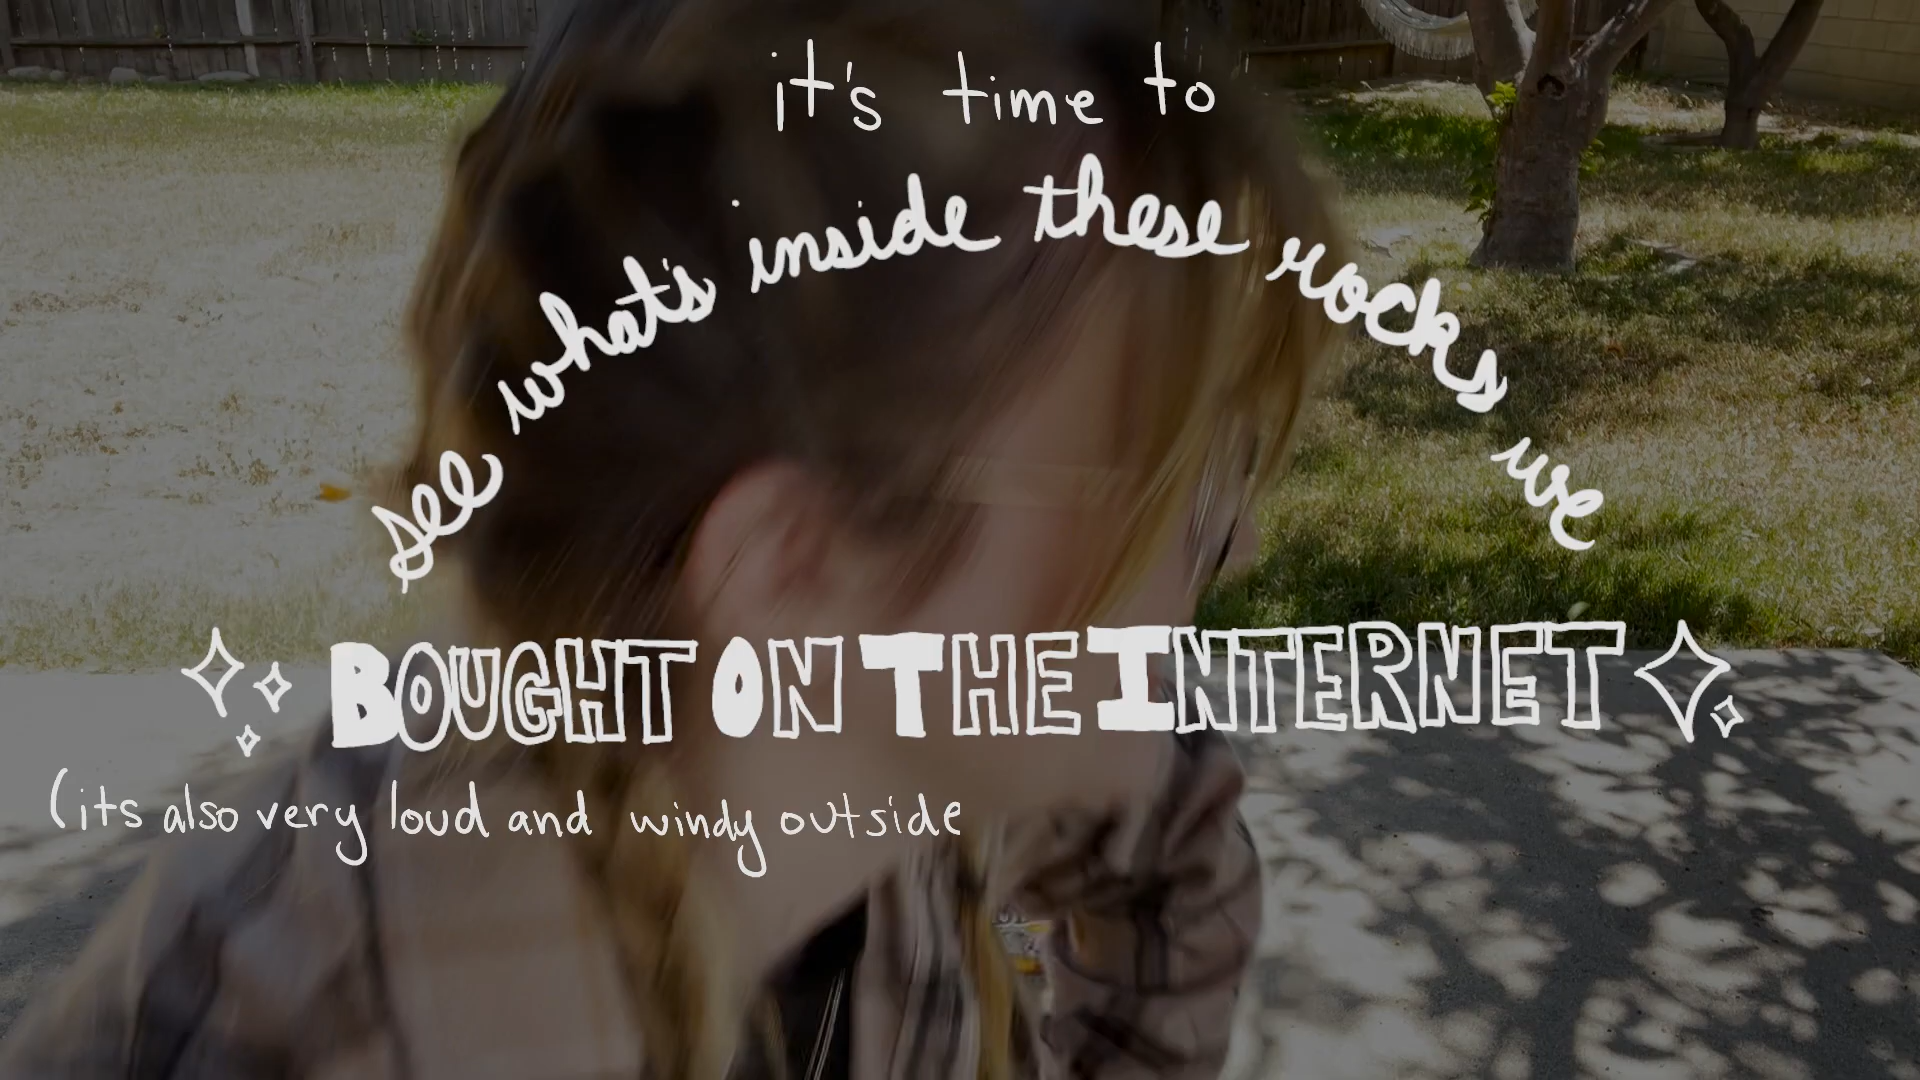 it's time to
see what's inside these rocks we
BOUGHT ON THE INTERNET
(its also very loud and windy outside